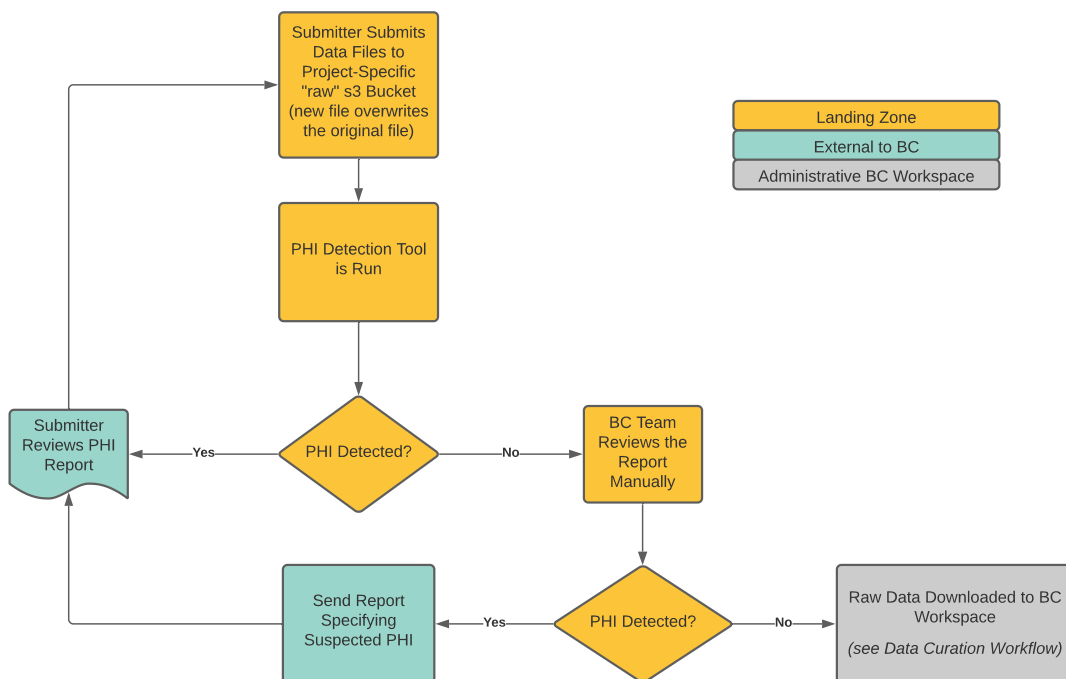 Submitter Submits
Data Files to
Project-Specific
"raw" s3 Bucket
(new file overwrites
the original file)
Landing Zone
External to BC
Administrative BC Workspace
PHI Detection Tool
is Run
Submitter
Reviews PHI
Report
Yes
PHI Detected?
No
BC Team
Reviews the
Report
Manually
Send Report
Specifying
Suspected PHI
Yes
PHI Detected?
No
Raw Data Downloaded to BC
Workspace
(see Data Curation Workflow)